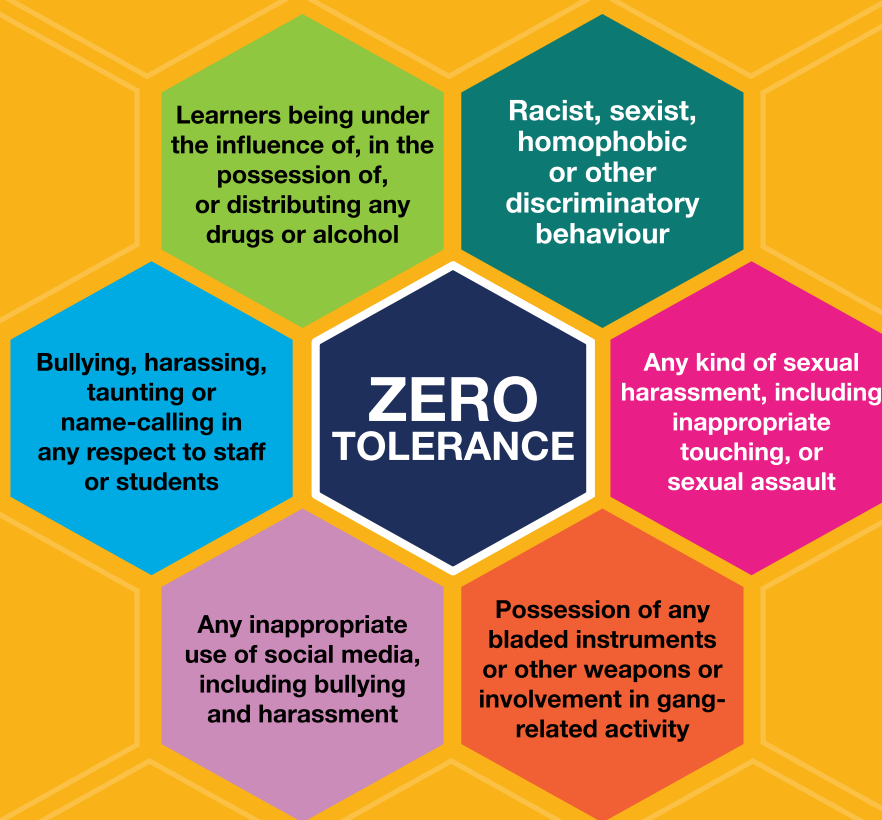 Learners being under
the influence of, in the
possession of,
or distributing any
drugs or alcohol
Racist, sexist,
homophobic
or other
discriminatory
behaviour
Bullying, harassing,
taunting or
name-calling in
any respect to staff
or students
ZERO
TOLERANCE
Any kind of sexual
harassment, including
inappropriate
touching, or
sexual assault
Any inappropriate
use of social media,
including bullying
and harassment
Possession of any
bladed instruments
or other weapons or
involvement in gang-
related activity